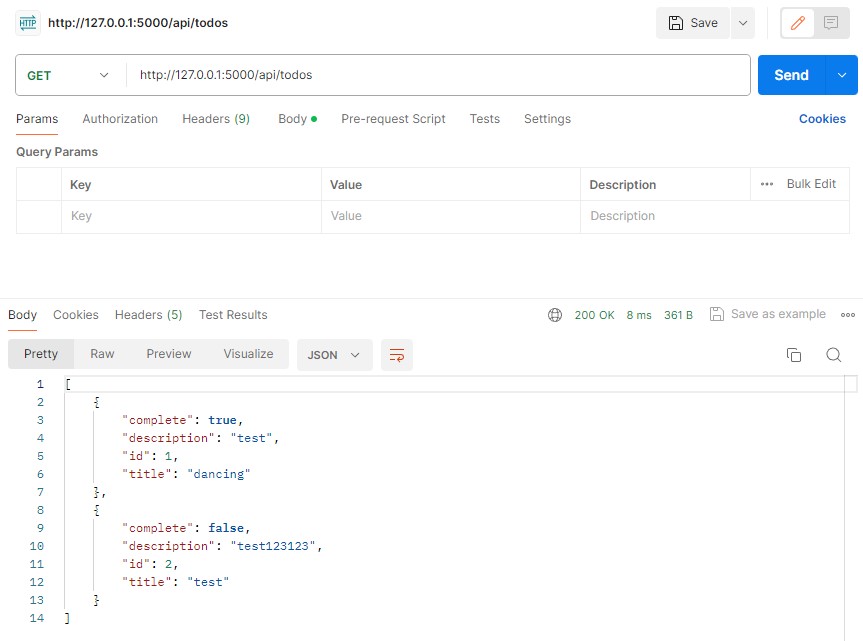 HTTP http://127.0.0.1:5000/api/todos Save
GET http://127.0.0.1:5000/api/todos Send
Params Authorization Headers (9) Body Pre-request Script Tests Settings Cookies
Query Params
Key Value Description Bulk Edit
Key Value Description
Body Cookies Headers (5) Test Results 200 OK 8 ms 361 B Save as example
Pretty Raw Preview Visualize JSON
1 [
2 {
3 "complete": true,
4 "description": "test",
5 "id": 1,
6 "title": "dancing"
7 },
8 {
9 "complete": false,
10 "description": "test123123",
11 "id": 2,
12 "title": "test"
13 }
14 ]